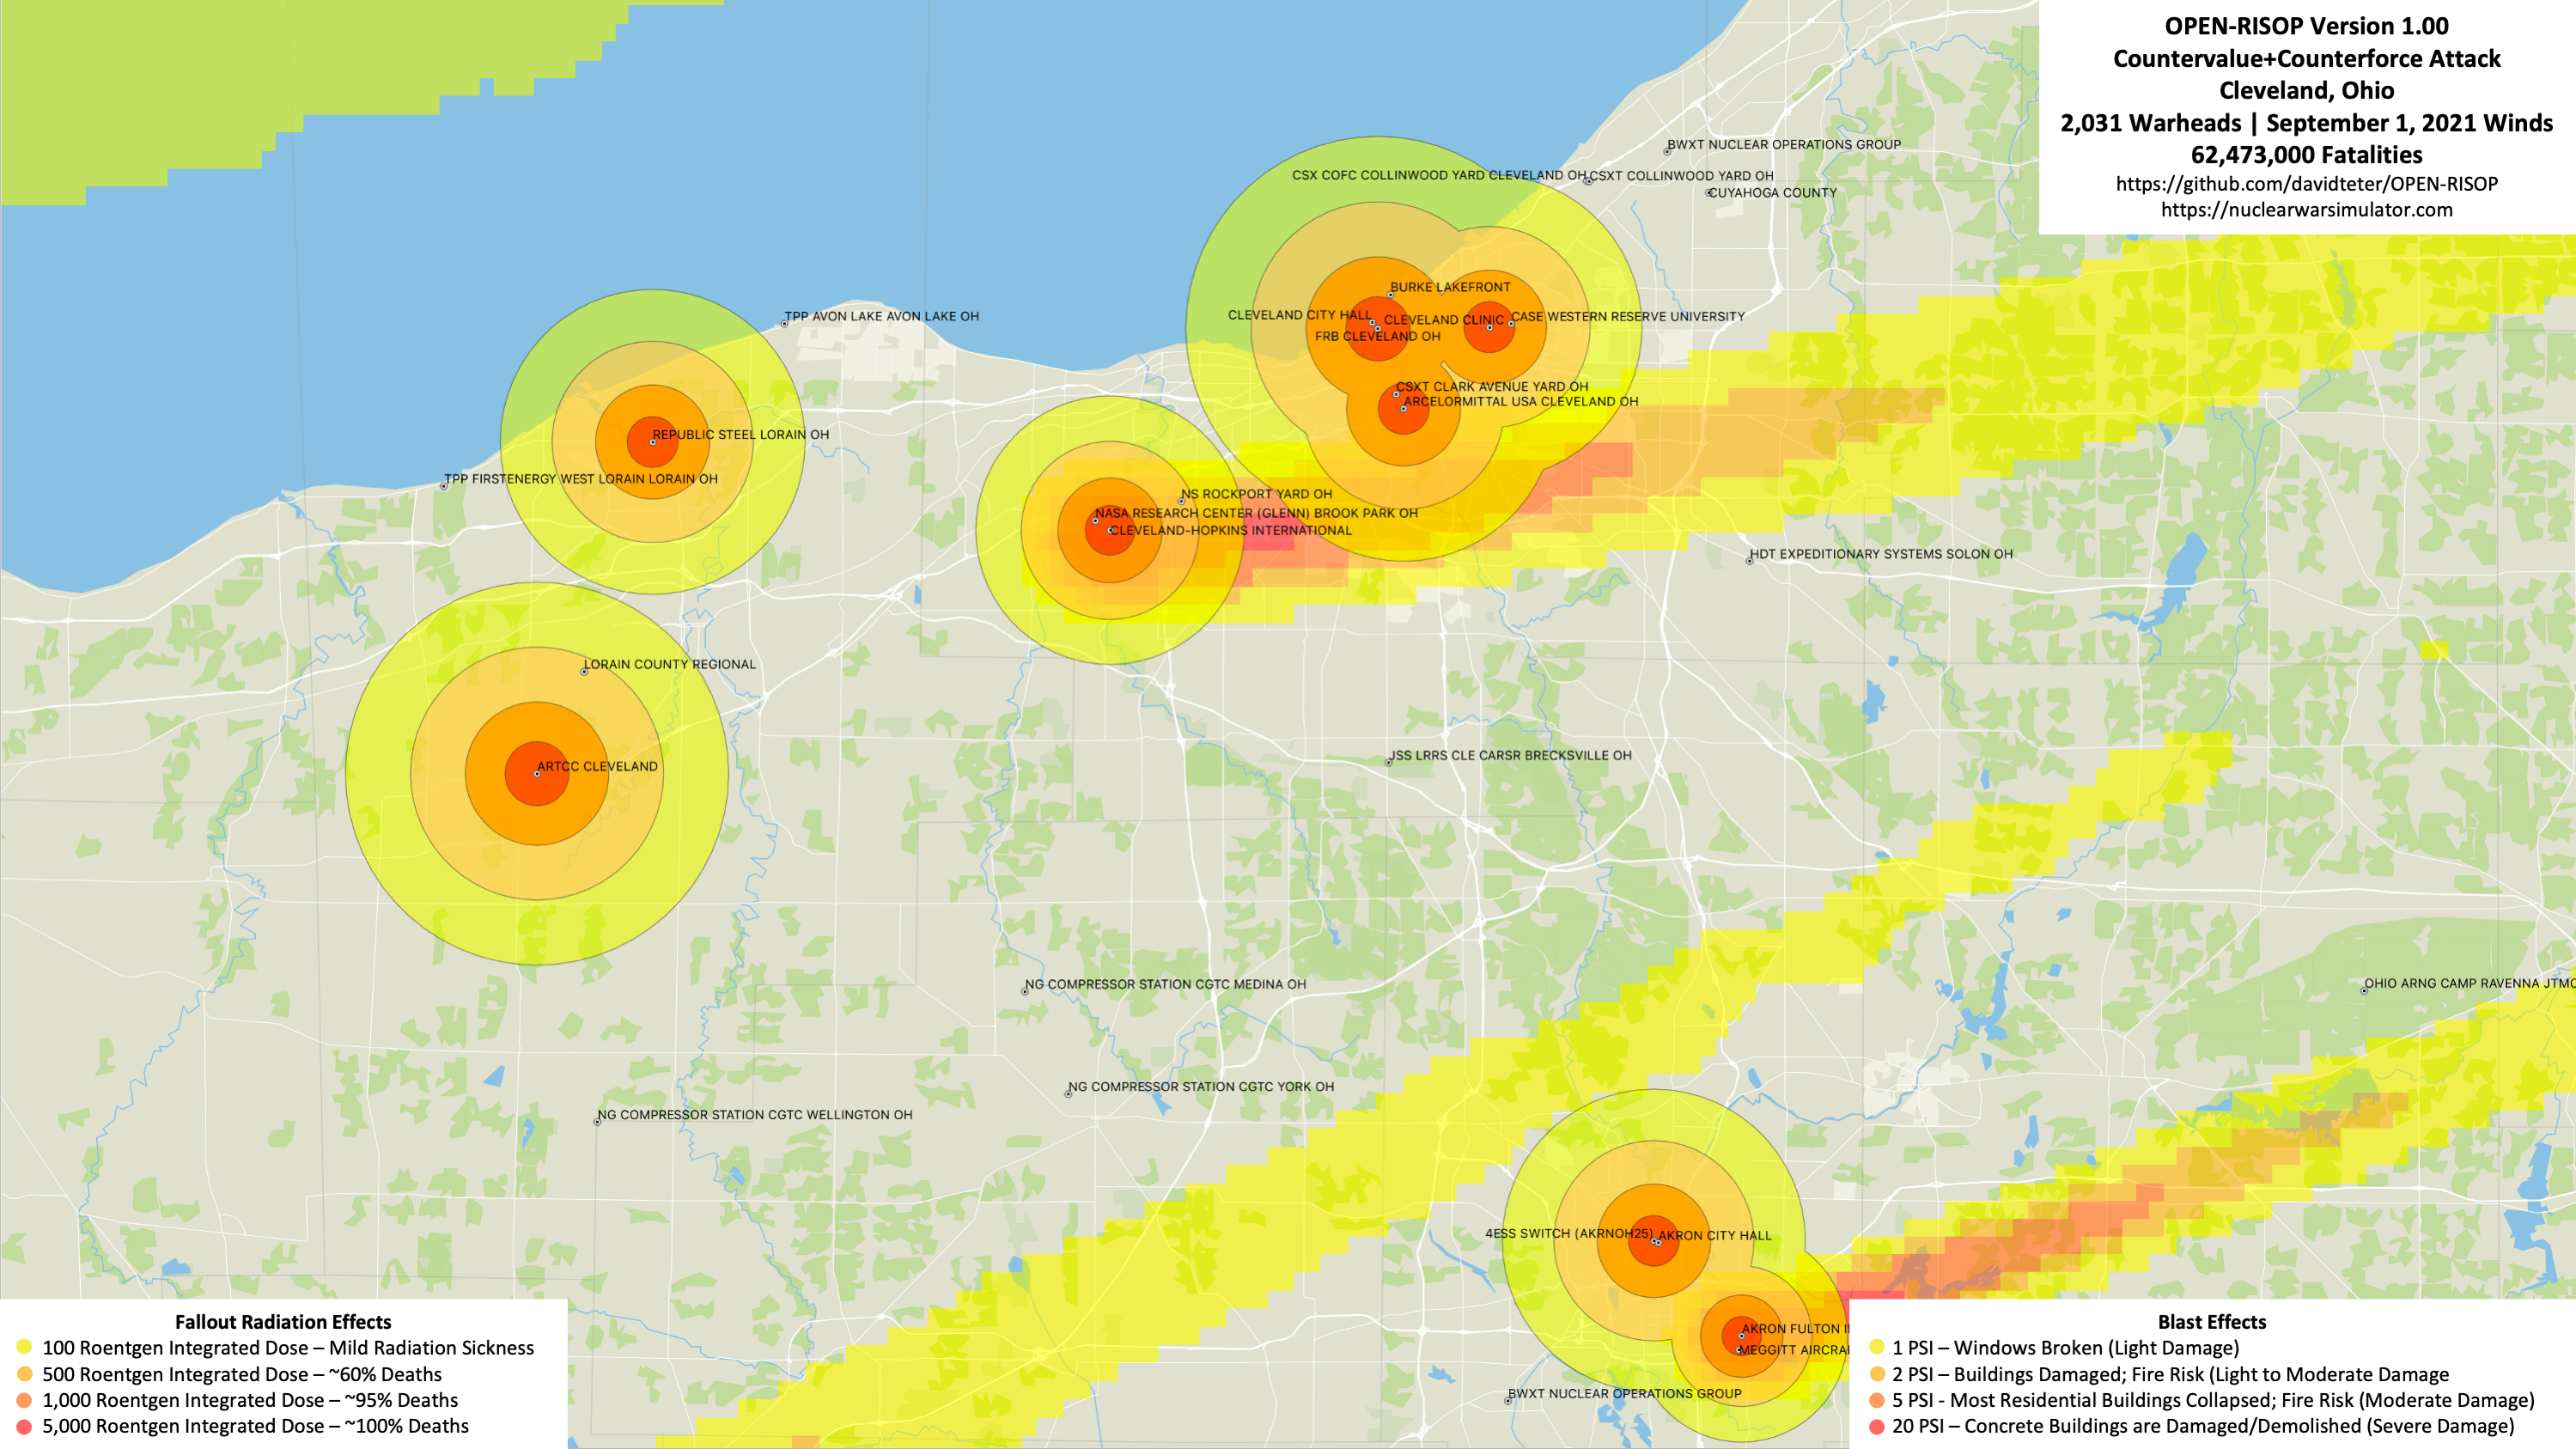 OPEN-RISOP Version 1.00
Countervalue+Counterforce Attack
Cleveland, Ohio
2,031 Warheads | September 1, 2021 Winds
62,473,000 Fatalities
https://github.com/davidteter/OPEN-RISOP
https://nuclearwarsimulator.com
BWXT NUCLEAR OPERATIONS GROUP
CSX COFC COLLINWOOD YARD CLEVELAND OH
CSXT COLLINWOOD YARD OH
CUYAHOGA COUNTY
BURKE LAKEFRONT
TPP AVON LAKE AVON LAKE OH
CLEVELAND CITY HALL
CLEVELAND CLINIC
CASE WESTERN RESERVE UNIVERSITY
FRB CLEVELAND OH
CSXT CLARK AVENUE YARD OH
ARCELORMITTAL USA CLEVELAND OH
REPUBLIC STEEL LORAIN OH
TPP FIRSTENERGY WEST LORAIN LORAIN OH
NS ROCKPORT YARD OH
NASA RESEARCH CENTER (GLENN) BROOK PARK OH
CLEVELAND-HOPKINS INTERNATIONAL
HDT EXPEDITIONARY SYSTEMS SOLON OH
LORAIN COUNTY REGIONAL
JSS LRRS CLE CARSR BRECKSVILLE OH
ARTCC CLEVELAND
NG COMPRESSOR STATION CGTC MEDINA OH
OHIO ARNG CAMP RAVENNA JTMC
NG COMPRESSOR STATION CGTC YORK OH
NG COMPRESSOR STATION CGTC WELLINGTON OH
4ESS SWITCH (AKRNOH25)
AKRON CITY HALL
AKRON FULTON
MEGGITT
BWXT NUCLEAR OPERATIONS GROUP
Fallout Radiation Effects
100 Roentgen Integrated Dose – Mild Radiation Sickness
500 Roentgen Integrated Dose – ~60% Deaths
1,000 Roentgen Integrated Dose – ~95% Deaths
5,000 Roentgen Integrated Dose – ~100% Deaths
Blast Effects
1 PSI – Windows Broken (Light Damage)
2 PSI – Buildings Damaged; Fire Risk (Light to Moderate Damage
5 PSI - Most Residential Buildings Collapsed; Fire Risk (Moderate Damage)
20 PSI – Concrete Buildings are Damaged/Demolished (Severe Damage)